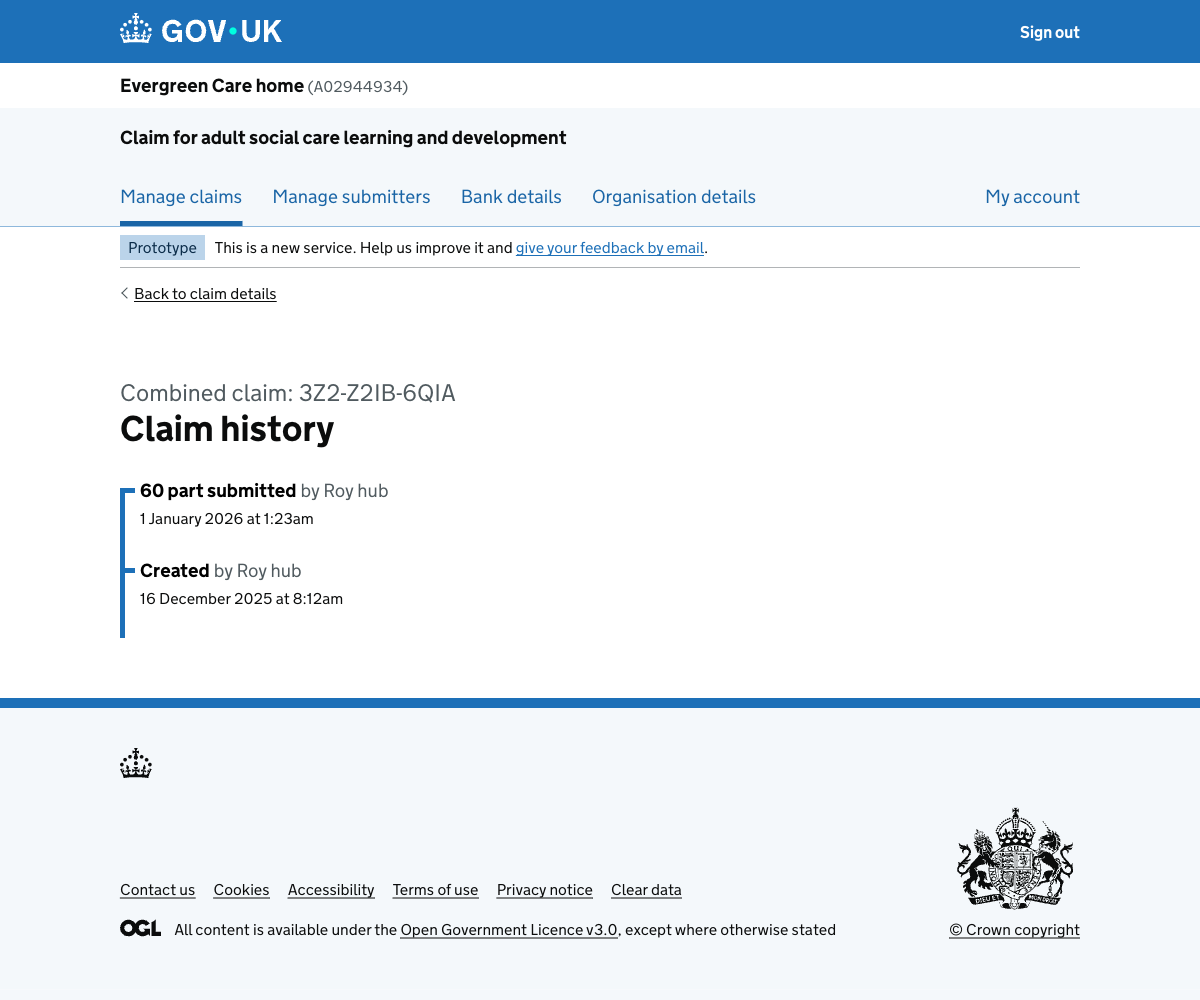 GOV·UK
Sign out
Evergreen Care home (A02944934)
Claim for adult social care learning and development
Manage claims Manage submitters Bank details Organisation details My account
Prototype This is a new service. Help us improve it and give your feedback by email.
Back to claim details
Combined claim: 3Z2-Z2IB-6QIA
Claim history
60 part submitted by Roy hub
1 January 2026 at 1:23am
Created by Roy hub
16 December 2025 at 8:12am
Contact us Cookies Accessibility Terms of use Privacy notice Clear data
OGL All content is available under the Open Government Licence v3.0, except where otherwise stated
© Crown copyright